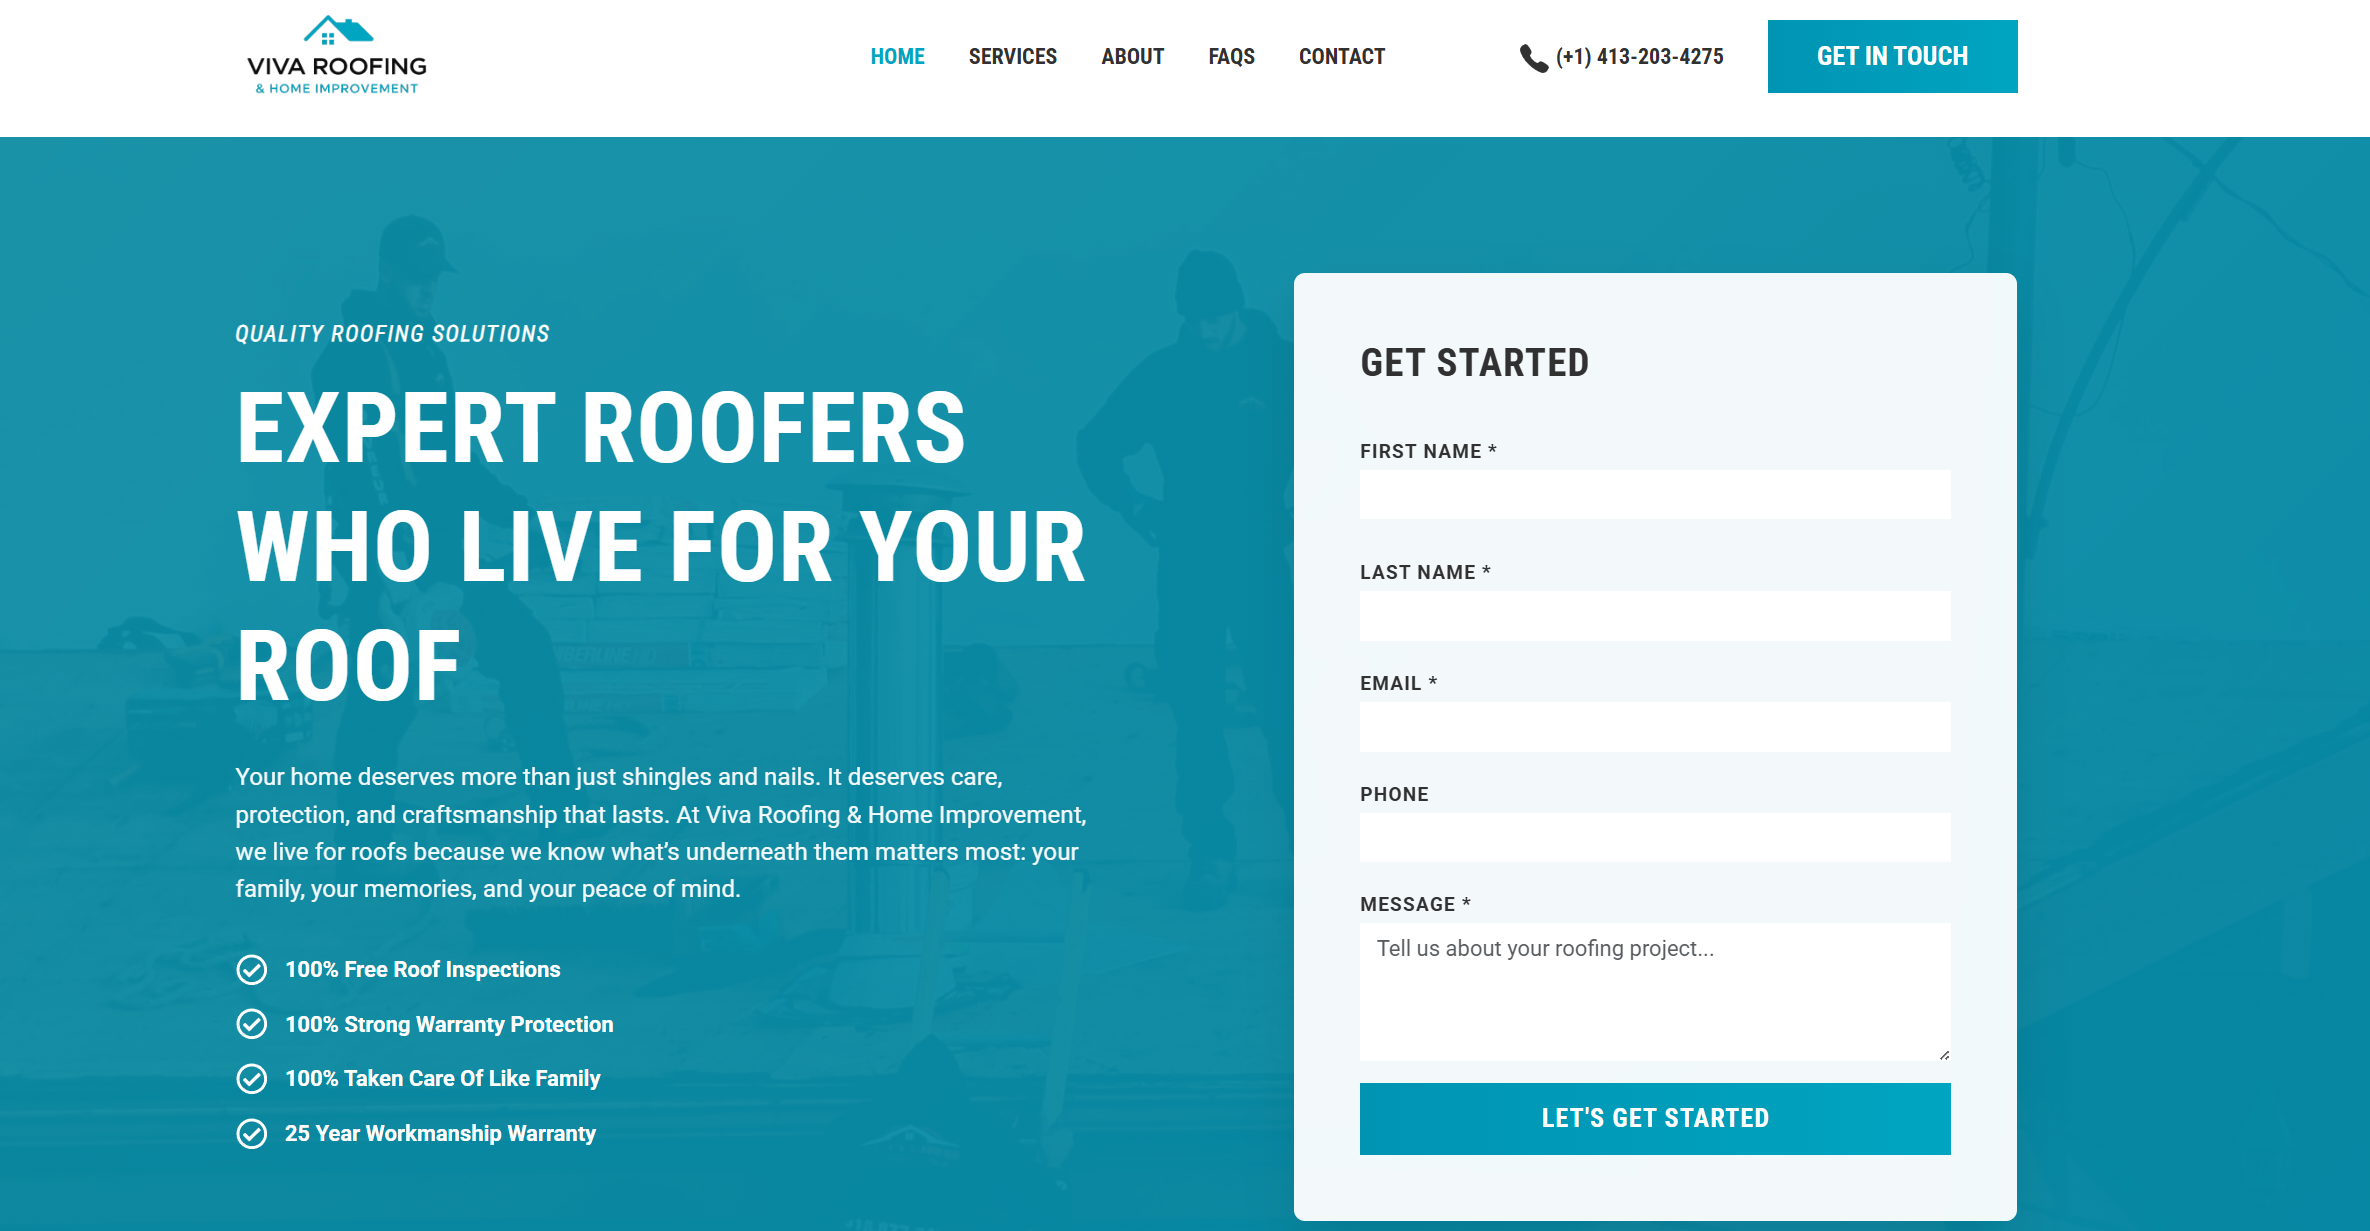 VIVA ROOFING
& HOME IMPROVEMENT
HOME
SERVICES
ABOUT
FAQS
CONTACT
(+1) 413-203-4275
GET IN TOUCH
QUALITY ROOFING SOLUTIONS
EXPERT ROOFERS
WHO LIVE FOR YOUR
ROOF
Your home deserves more than just shingles and nails. It deserves care,
protection, and craftsmanship that lasts. At Viva Roofing & Home Improvement,
we live for roofs because we know what’s underneath them matters most: your
family, your memories, and your peace of mind.
100% Free Roof Inspections
100% Strong Warranty Protection
100% Taken Care Of Like Family
25 Year Workmanship Warranty
GET STARTED
FIRST NAME *
LAST NAME *
EMAIL *
PHONE
MESSAGE *
Tell us about your roofing project...
LET'S GET STARTED